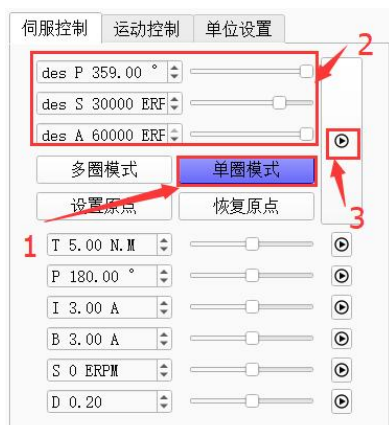 伺服控制 运动控制 单位设置
2
des P 359.00 °
des S 30000 ERF
des A 60000 ERF
多圈模式 单圈模式
设置原点 恢复原点
3
1
T 5.00 N.M
P 180.00 °
I 3.00 A
B 3.00 A
S 0 ERPM
D 0.20